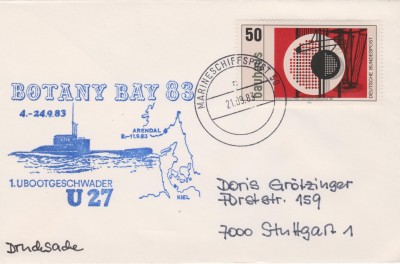 50
bauhaus
DEUTSCHE BUNDESPOST
MARINESCHIFFSPOST
21.09.83
BOTANY BAY 83
4.-24.9.83
ARENDAL
8.-11.9.83
1. UBOOTGESCHWADER
U 27
KIEL
Doris Grötzinger
Forststr. 159
7000 Stuttgart 1
Drucksache